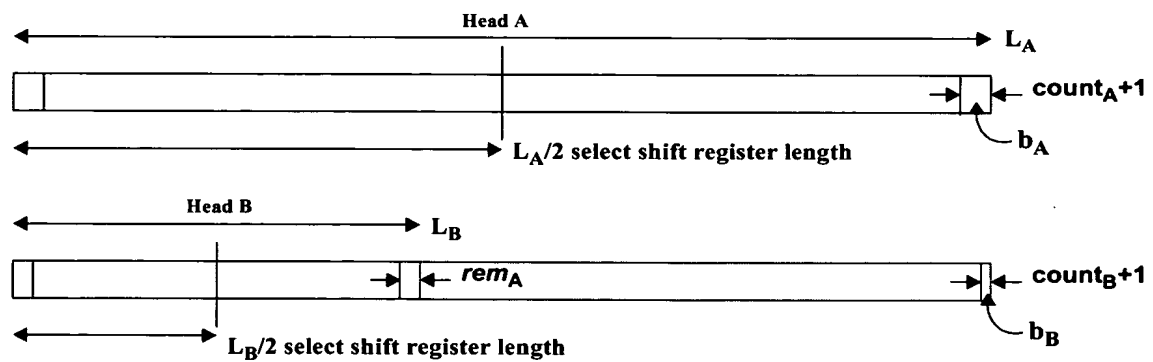 Head A
L_A
count_A+1
b_A
L_A/2 select shift register length
Head B
L_B
rem_A
count_B+1
b_B
L_B/2 select shift register length